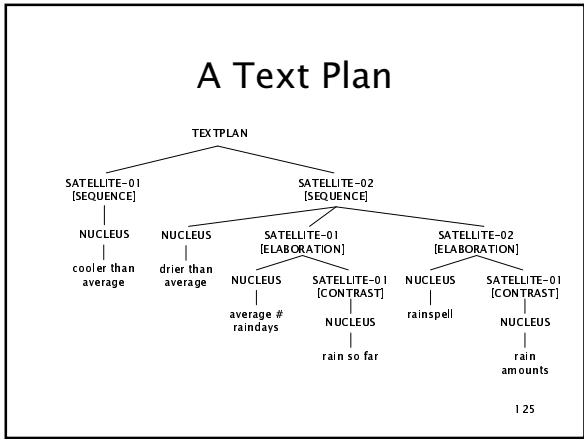 A Text Plan
TEXTPLAN
SATELLITE-01 SATELLITE-02
[SEQUENCE] [SEQUENCE]
NUCLEUS NUCLEUS SATELLITE-01 SATELLITE-02
[ELABORATION] [ELABORATION]
cooler than drier than
average average
NUCLEUS SATELLITE-01 NUCLEUS SATELLITE-01
[CONTRAST] [CONTRAST]
average # rainspell
raindays
NUCLEUS NUCLEUS
rain so far rain
amounts
125